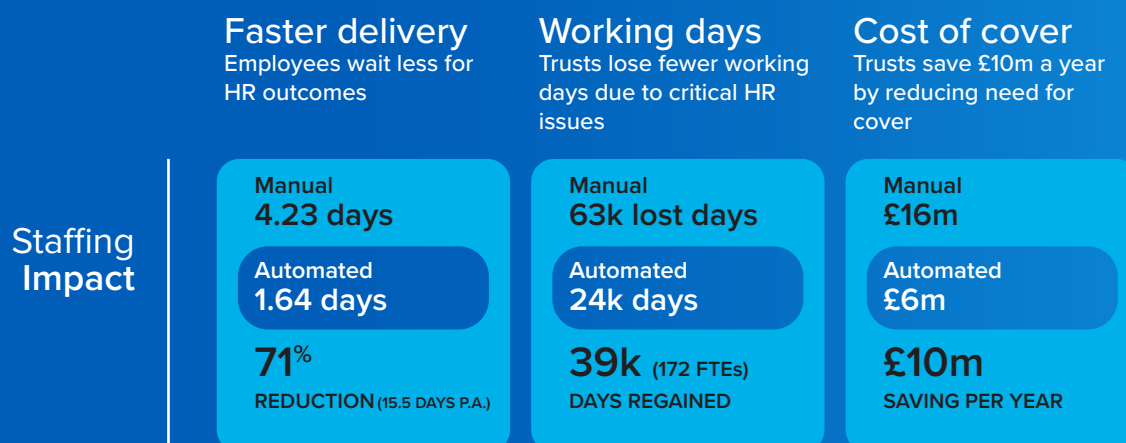 Faster delivery
Employees wait less for
HR outcomes
Working days
Trusts lose fewer working
days due to critical HR
issues
Cost of cover
Trusts save £10m a year
by reducing need for
cover
Staffing
Impact
Manual
4.23 days
Automated
1.64 days
71%
REDUCTION (15.5 DAYS P.A.)
Manual
63k lost days
Automated
24k days
39k (172 FTEs)
DAYS REGAINED
Manual
£16m
Automated
£6m
£10m
SAVING PER YEAR